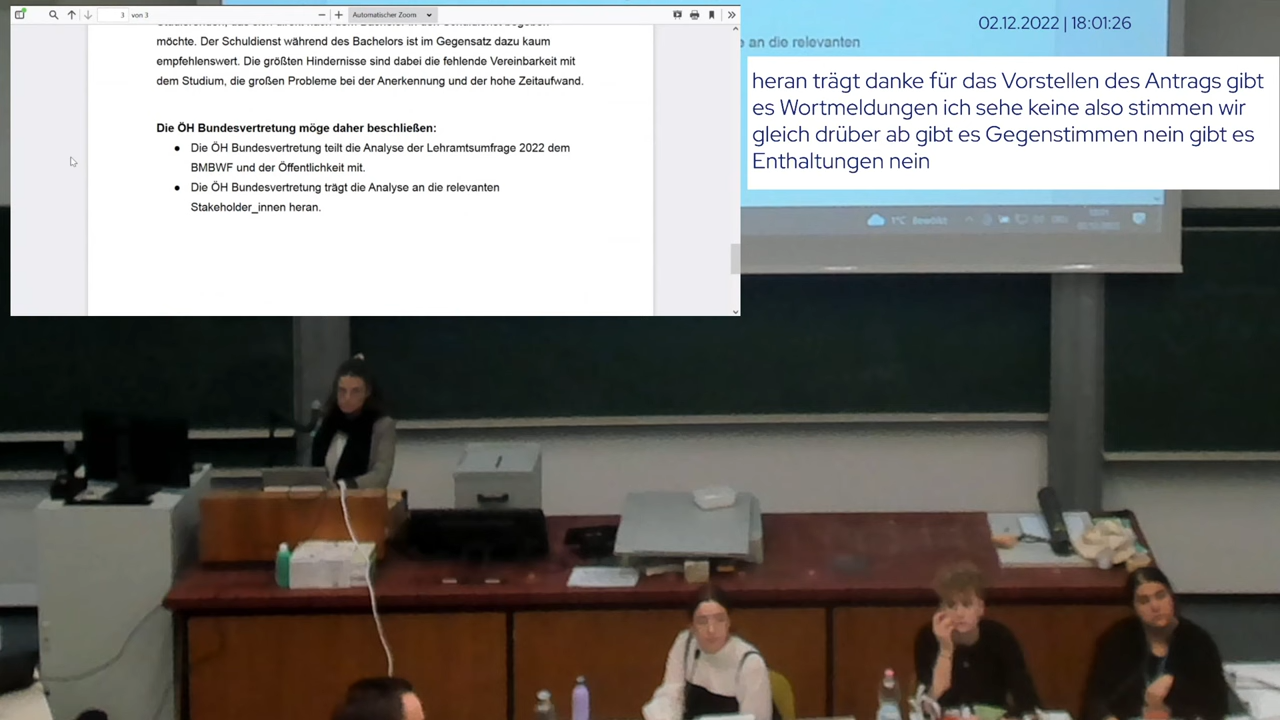 3 von 3
Automatischer Zoom
möchte. Der Schuldienst während des Bachelors ist im Gegensatz dazu kaum
empfehlenswert. Die größten Hindernisse sind dabei die fehlende Vereinbarkeit mit
dem Studium, die großen Probleme bei der Anerkennung und der hohe Zeitaufwand.
Die ÖH Bundesvertretung möge daher beschließen:
● Die ÖH Bundesvertretung teilt die Analyse der Lehramtsumfrage 2022 dem
BMBWF und der Öffentlichkeit mit.
● Die ÖH Bundesvertretung trägt die Analyse an die relevanten
Stakeholder_innen heran.
02.12.2022 | 18:01:26
e an die relevanten
heran trägt danke für das Vorstellen des Antrags gibt
es Wortmeldungen ich sehe keine also stimmen wir
gleich drüber ab gibt es Gegenstimmen nein gibt es
Enthaltungen nein
1°C Bewölkt